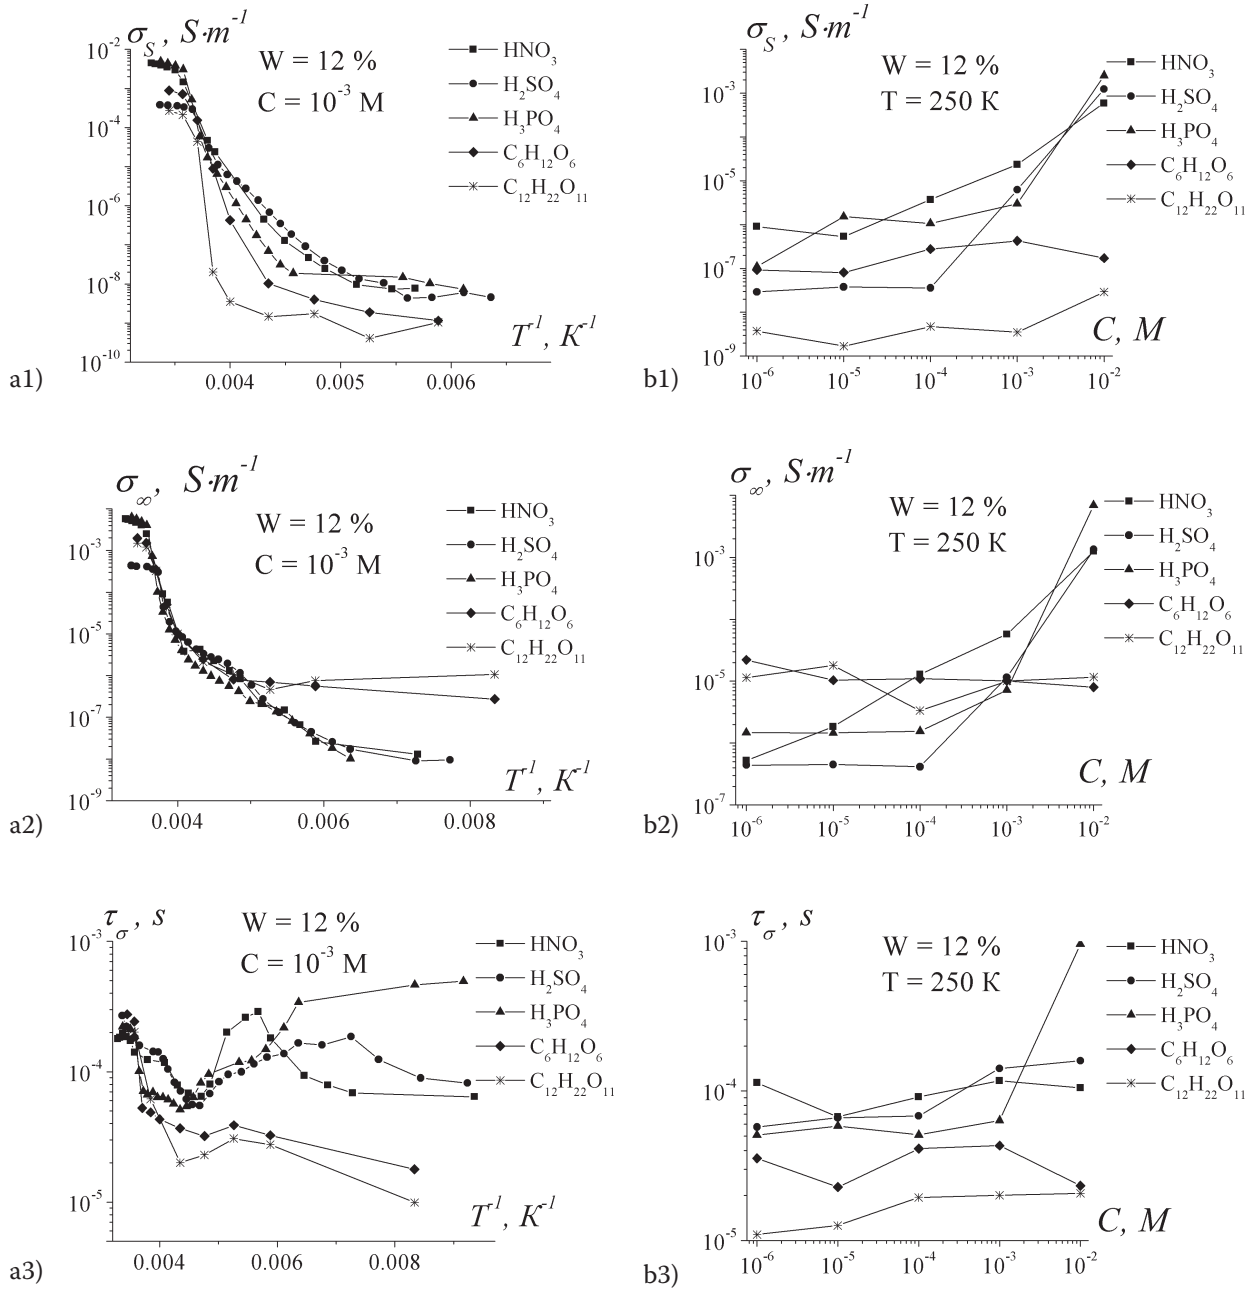 σ_S, S·m⁻¹
W = 12 %
C = 10⁻³ M
HNO₃
H₂SO₄
H₃PO₄
C₆H₁₂O₆
C₁₂H₂₂O₁₁
10⁻²
10⁻⁴
10⁻⁶
10⁻⁸
10⁻¹⁰
T⁻¹, K⁻¹
0.004 0.005 0.006
a1)
σ_S, S·m⁻¹
W = 12 %
T = 250 K
HNO₃
H₂SO₄
H₃PO₄
C₆H₁₂O₆
C₁₂H₂₂O₁₁
10⁻³
10⁻⁵
10⁻⁷
10⁻⁹
C, M
10⁻⁶ 10⁻⁵ 10⁻⁴ 10⁻³ 10⁻²
b1)
σ_∞, S·m⁻¹
W = 12 %
C = 10⁻³ M
HNO₃
H₂SO₄
H₃PO₄
C₆H₁₂O₆
C₁₂H₂₂O₁₁
10⁻³
10⁻⁵
10⁻⁷
10⁻⁹
T⁻¹, K⁻¹
0.004 0.006 0.008
a2)
σ_∞, S·m⁻¹
W = 12 %
T = 250 K
HNO₃
H₂SO₄
H₃PO₄
C₆H₁₂O₆
C₁₂H₂₂O₁₁
10⁻³
10⁻⁵
10⁻⁷
C, M
10⁻⁶ 10⁻⁵ 10⁻⁴ 10⁻³ 10⁻²
b2)
τ_σ, s
W = 12 %
C = 10⁻³ M
HNO₃
H₂SO₄
H₃PO₄
C₆H₁₂O₆
C₁₂H₂₂O₁₁
10⁻³
10⁻⁴
10⁻⁵
T⁻¹, K⁻¹
0.004 0.006 0.008
a3)
τ_σ, s
W = 12 %
T = 250 K
HNO₃
H₂SO₄
H₃PO₄
C₆H₁₂O₆
C₁₂H₂₂O₁₁
10⁻³
10⁻⁴
10⁻⁵
C, M
10⁻⁶ 10⁻⁵ 10⁻⁴ 10⁻³ 10⁻²
b3)